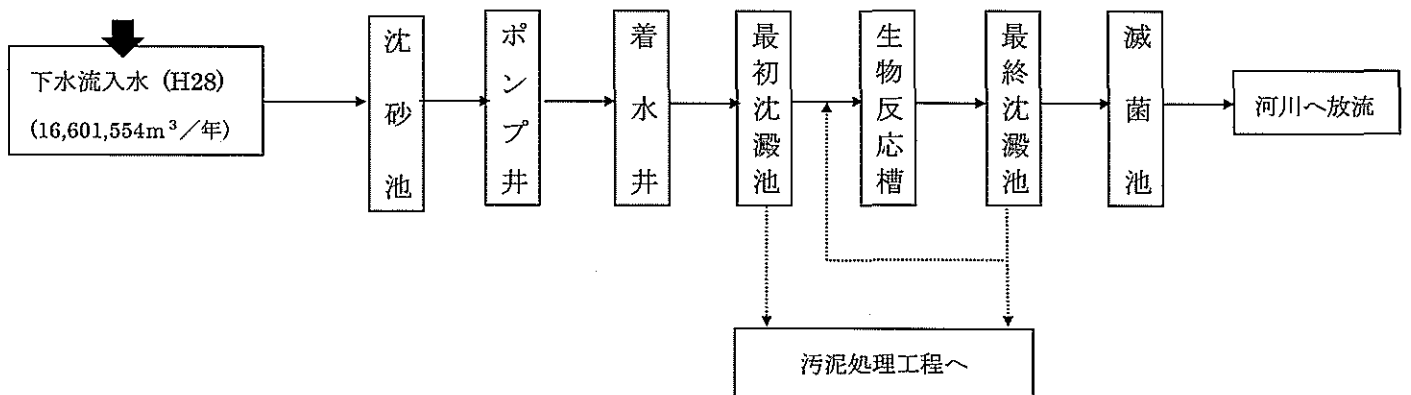 下水流入水 (H28)
(16,601,554m³／年)
沈砂池
ポンプ井
着水井
最初沈澱池
生物反応槽
最終沈澱池
滅菌池
河川へ放流
汚泥処理工程へ